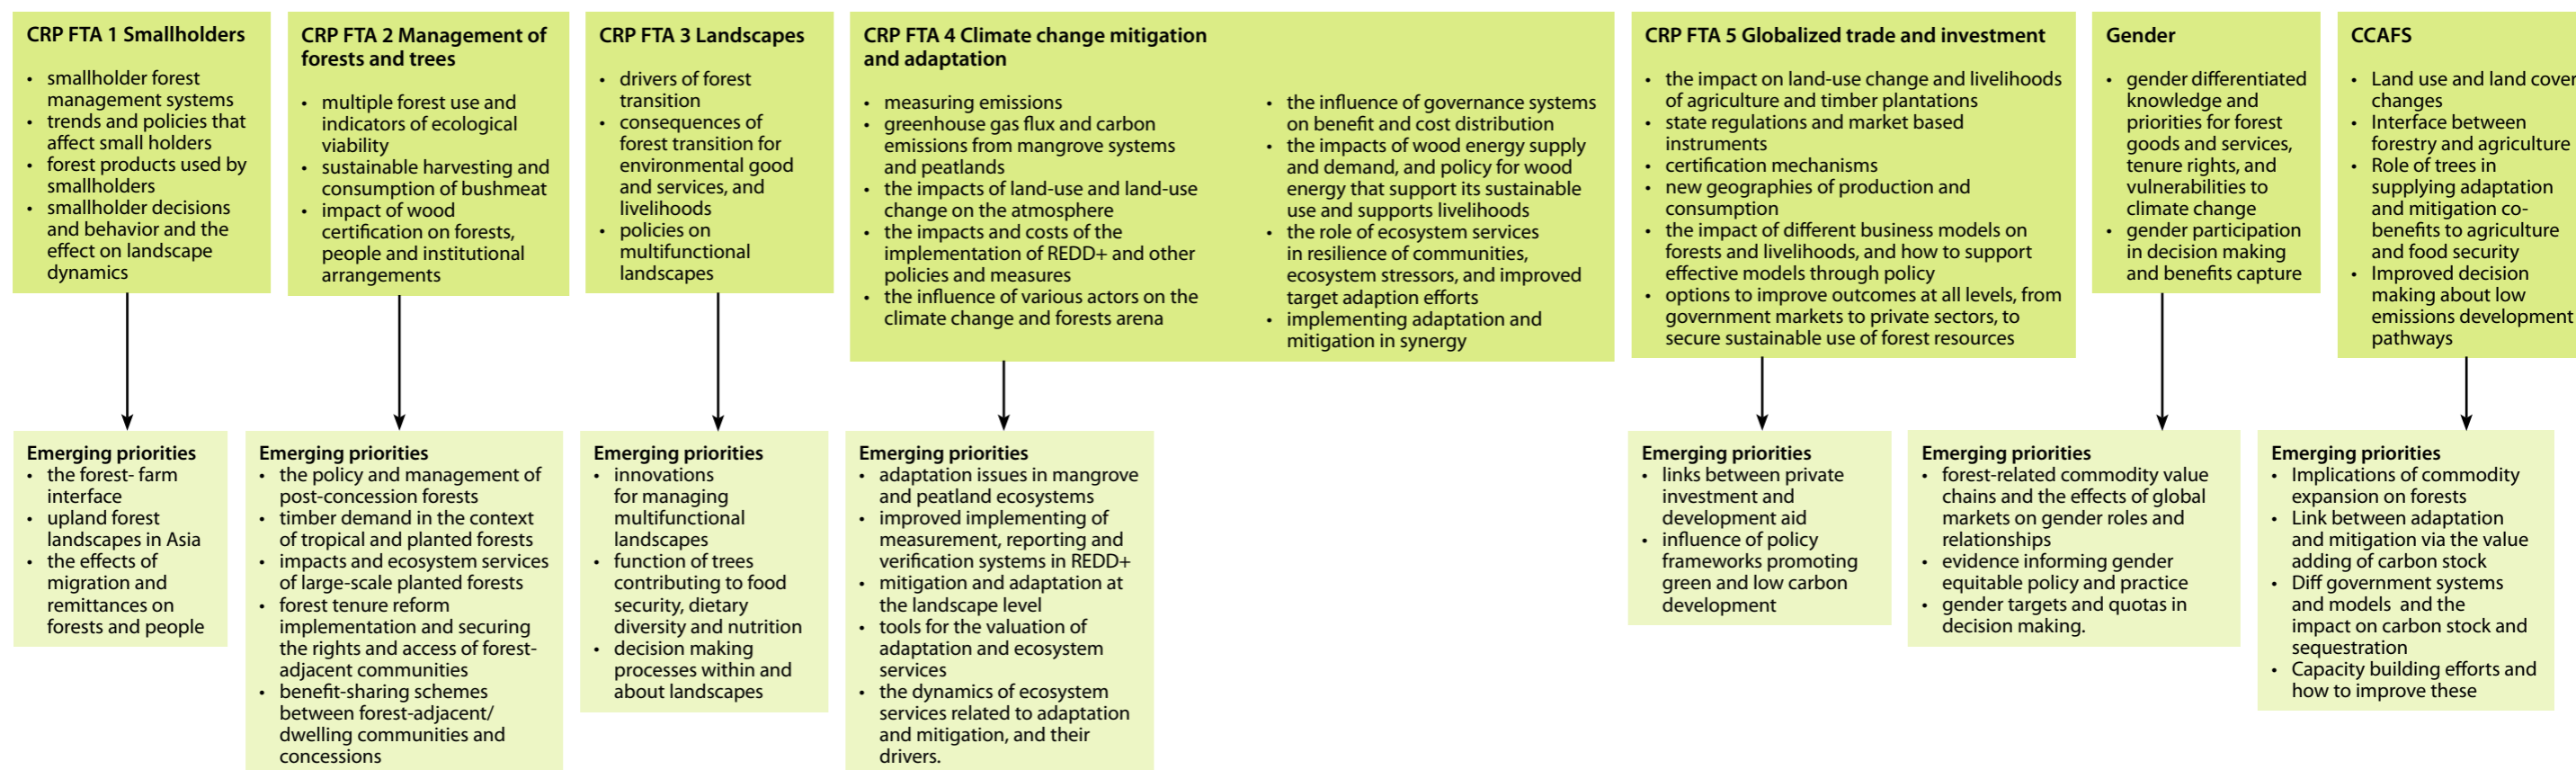 CRP FTA 1 Smallholders
• smallholder forest
management systems
• trends and policies that
affect small holders
• forest products used by
smallholders
• smallholder decisions
and behavior and the
effect on landscape
dynamics
CRP FTA 2 Management of
forests and trees
• multiple forest use and
indicators of ecological
viability
• sustainable harvesting and
consumption of bushmeat
• impact of wood
certification on forests,
people and institutional
arrangements
CRP FTA 3 Landscapes
• drivers of forest
transition
• consequences of
forest transition for
environmental good
and services, and
livelihoods
• policies on
multifunctional
landscapes
CRP FTA 4 Climate change mitigation
and adaptation
• measuring emissions
• greenhouse gas flux and carbon
emissions from mangrove systems
and peatlands
• the impacts of land-use and land-use
change on the atmosphere
• the impacts and costs of the
implementation of REDD+ and other
policies and measures
• the influence of various actors on the
climate change and forests arena
• the influence of governance systems
on benefit and cost distribution
• the impacts of wood energy supply
and demand, and policy for wood
energy that support its sustainable
use and supports livelihoods
• the role of ecosystem services
in resilience of communities,
ecosystem stressors, and improved
target adaption efforts
• implementing adaptation and
mitigation in synergy
CRP FTA 5 Globalized trade and investment
• the impact on land-use change and livelihoods
of agriculture and timber plantations
• state regulations and market based
instruments
• certification mechanisms
• new geographies of production and
consumption
• the impact of different business models on
forests and livelihoods, and how to support
effective models through policy
• options to improve outcomes at all levels, from
government markets to private sectors, to
secure sustainable use of forest resources
Gender
• gender differentiated
knowledge and
priorities for forest
goods and services,
tenure rights, and
vulnerabilities to
climate change
• gender participation
in decision making
and benefits capture
CCAFS
• Land use and land cover
changes
• Interface between
forestry and agriculture
• Role of trees in
supplying adaptation
and mitigation co-
benefits to agriculture
and food security
• Improved decision
making about low
emissions development
pathways
Emerging priorities
• the forest- farm
interface
• upland forest
landscapes in Asia
• the effects of
migration and
remittances on
forests and people
Emerging priorities
• the policy and management of
post-concession forests
• timber demand in the context
of tropical and planted forests
• impacts and ecosystem services
of large-scale planted forests
• forest tenure reform
implementation and securing
the rights and access of forest-
adjacent communities
• benefit-sharing schemes
between forest-adjacent/
dwelling communities and
concessions
Emerging priorities
• innovations
for managing
multifunctional
landscapes
• function of trees
contributing to food
security, dietary
diversity and nutrition
• decision making
processes within and
about landscapes
Emerging priorities
• adaptation issues in mangrove
and peatland ecosystems
• improved implementing of
measurement, reporting and
verification systems in REDD+
• mitigation and adaptation at
the landscape level
• tools for the valuation of
adaptation and ecosystem
services
• the dynamics of ecosystem
services related to adaptation
and mitigation, and their
drivers.
Emerging priorities
• links between private
investment and
development aid
• influence of policy
frameworks promoting
green and low carbon
development
Emerging priorities
• forest-related commodity value
chains and the effects of global
markets on gender roles and
relationships
• evidence informing gender
equitable policy and practice
• gender targets and quotas in
decision making.
Emerging priorities
• Implications of commodity
expansion on forests
• Link between adaptation
and mitigation via the value
adding of carbon stock
• Diff government systems
and models and the
impact on carbon stock and
sequestration
• Capacity building efforts and
how to improve these